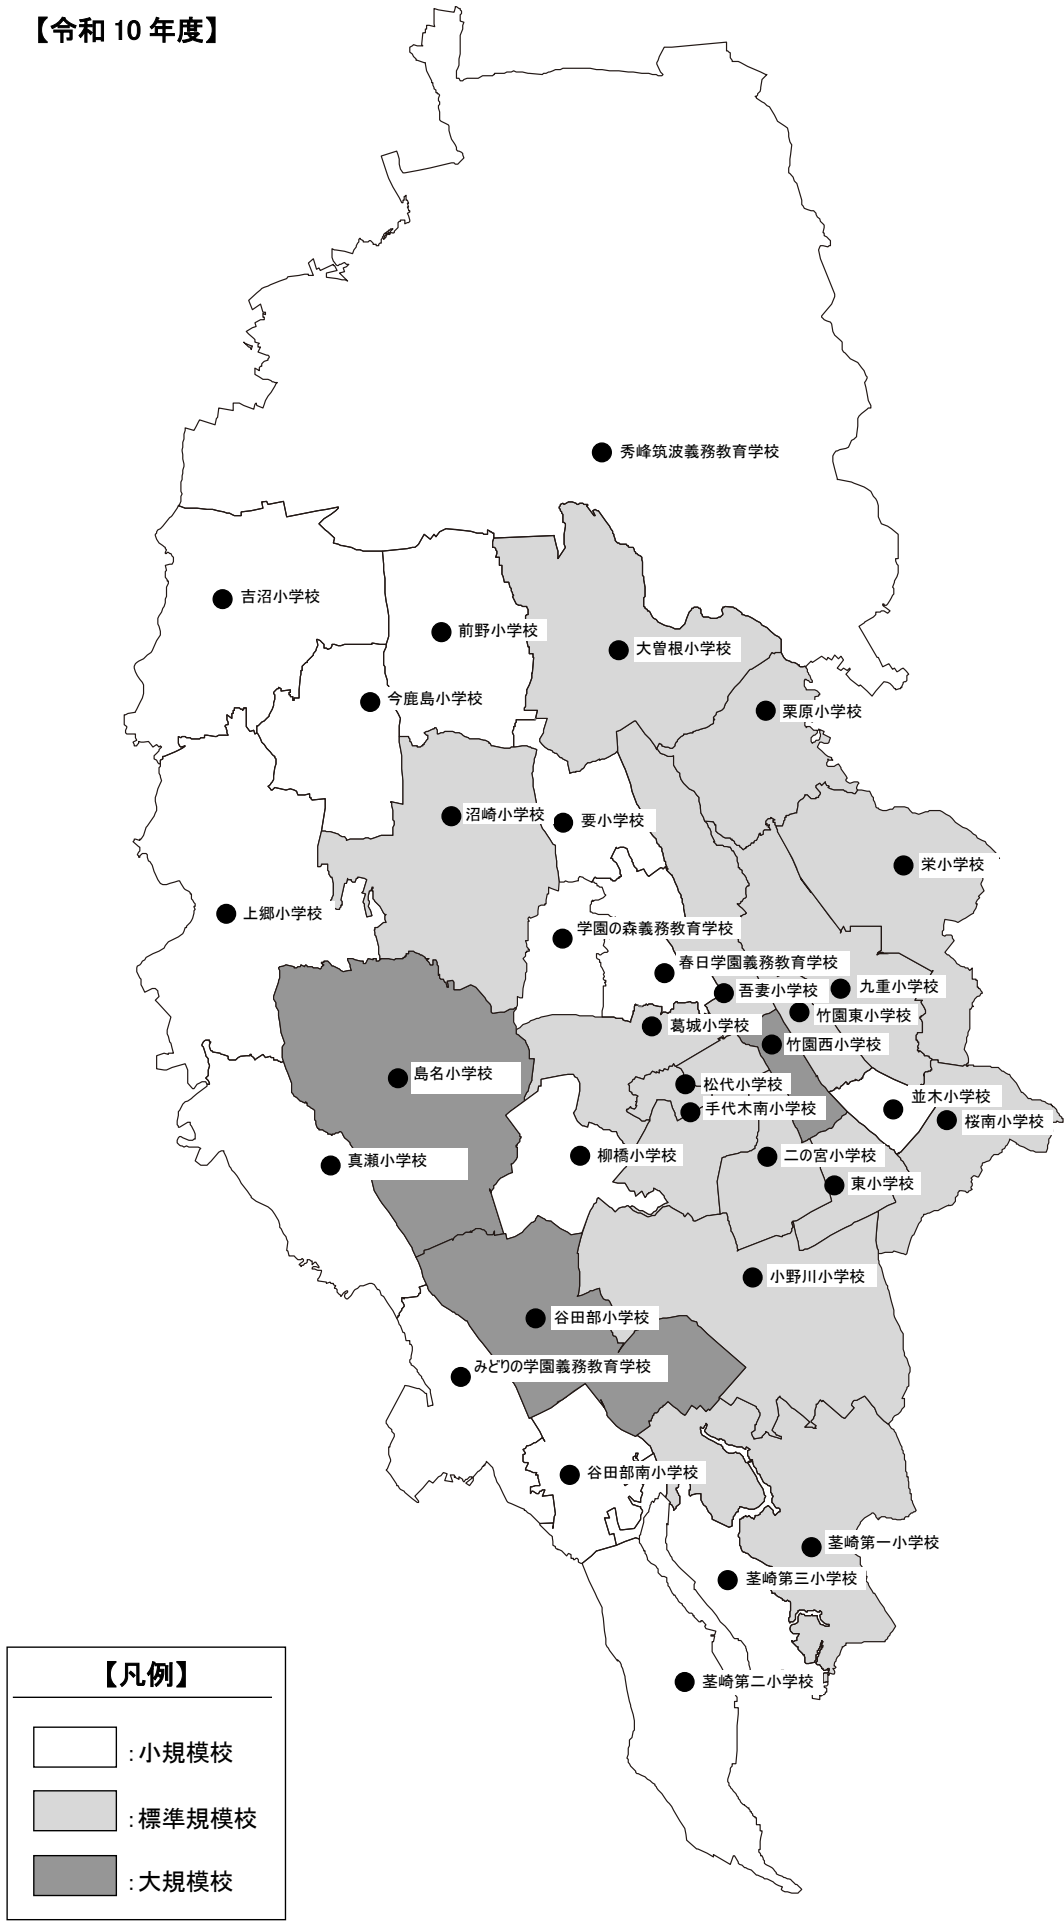 【令和 10 年度】
秀峰筑波義務教育学校
吉沼小学校
前野小学校
大曽根小学校
今鹿島小学校
栗原小学校
沼崎小学校
要小学校
栄小学校
上郷小学校
学園の森義務教育学校
春日学園義務教育学校
吾妻小学校
九重小学校
竹園東小学校
葛城小学校
竹園西小学校
島名小学校
松代小学校
手代木南小学校
並木小学校
桜南小学校
真瀬小学校
柳橋小学校
二の宮小学校
東小学校
小野川小学校
谷田部小学校
みどりの学園義務教育学校
谷田部南小学校
茎崎第一小学校
茎崎第三小学校
茎崎第二小学校
【凡例】
：小規模校
：標準規模校
：大規模校